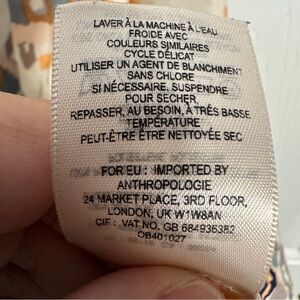 LAVER À LA MACHINE À L'EAU
FROIDE AVEC
COULEURS SIMILAIRES
CYCLE DÉLICAT
UTILISER UN AGENT DE BLANCHIMENT
SANS CHLORE
SI NÉCESSAIRE, SUSPENDRE
POUR SÉCHER
REPASSER, AU BESOIN, À TRÈS BASSE
TEMPÉRATURE
PEUT-ÊTRE ÊTRE NETTOYÉE SEC
FOR EU : IMPORTED BY
ANTHROPOLOGIE
24 MARKET PLACE, 3RD FLOOR,
LONDON, UK W1W8AN
CIF : VAT NO. GB 684935382
OB401027